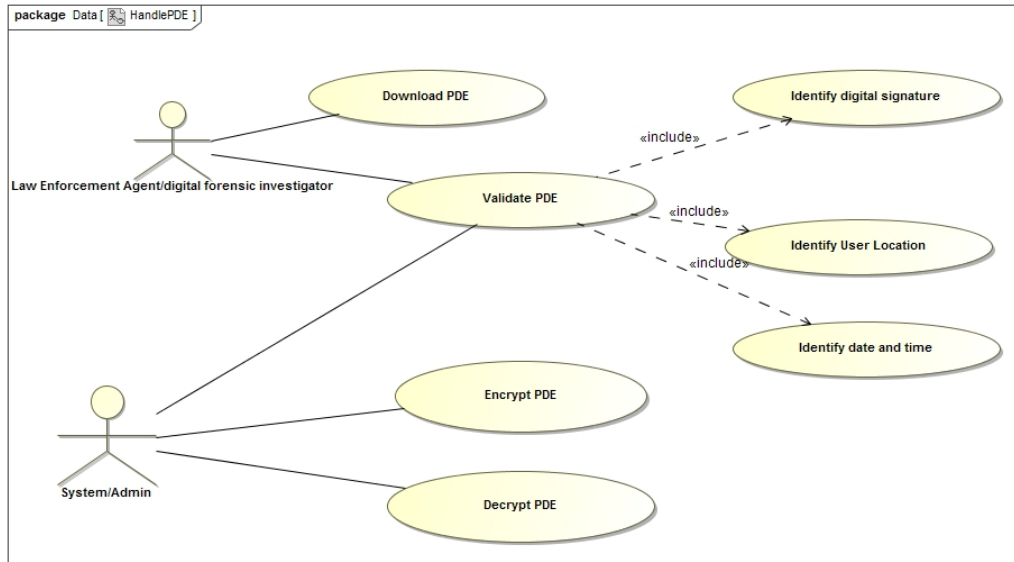 package Data [ HandlePDE ]
Download PDE
Identify digital signature
«include»
Law Enforcement Agent/digital forensic investigator
Validate PDE
«include»
Identify User Location
«include»
Identify date and time
Encrypt PDE
System/Admin
Decrypt PDE